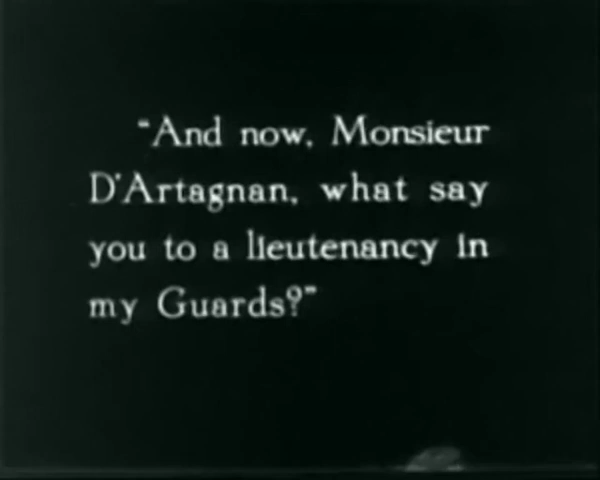 "And now, Monsieur
D'Artagnan, what say
you to a lieutenancy in
my Guards?"